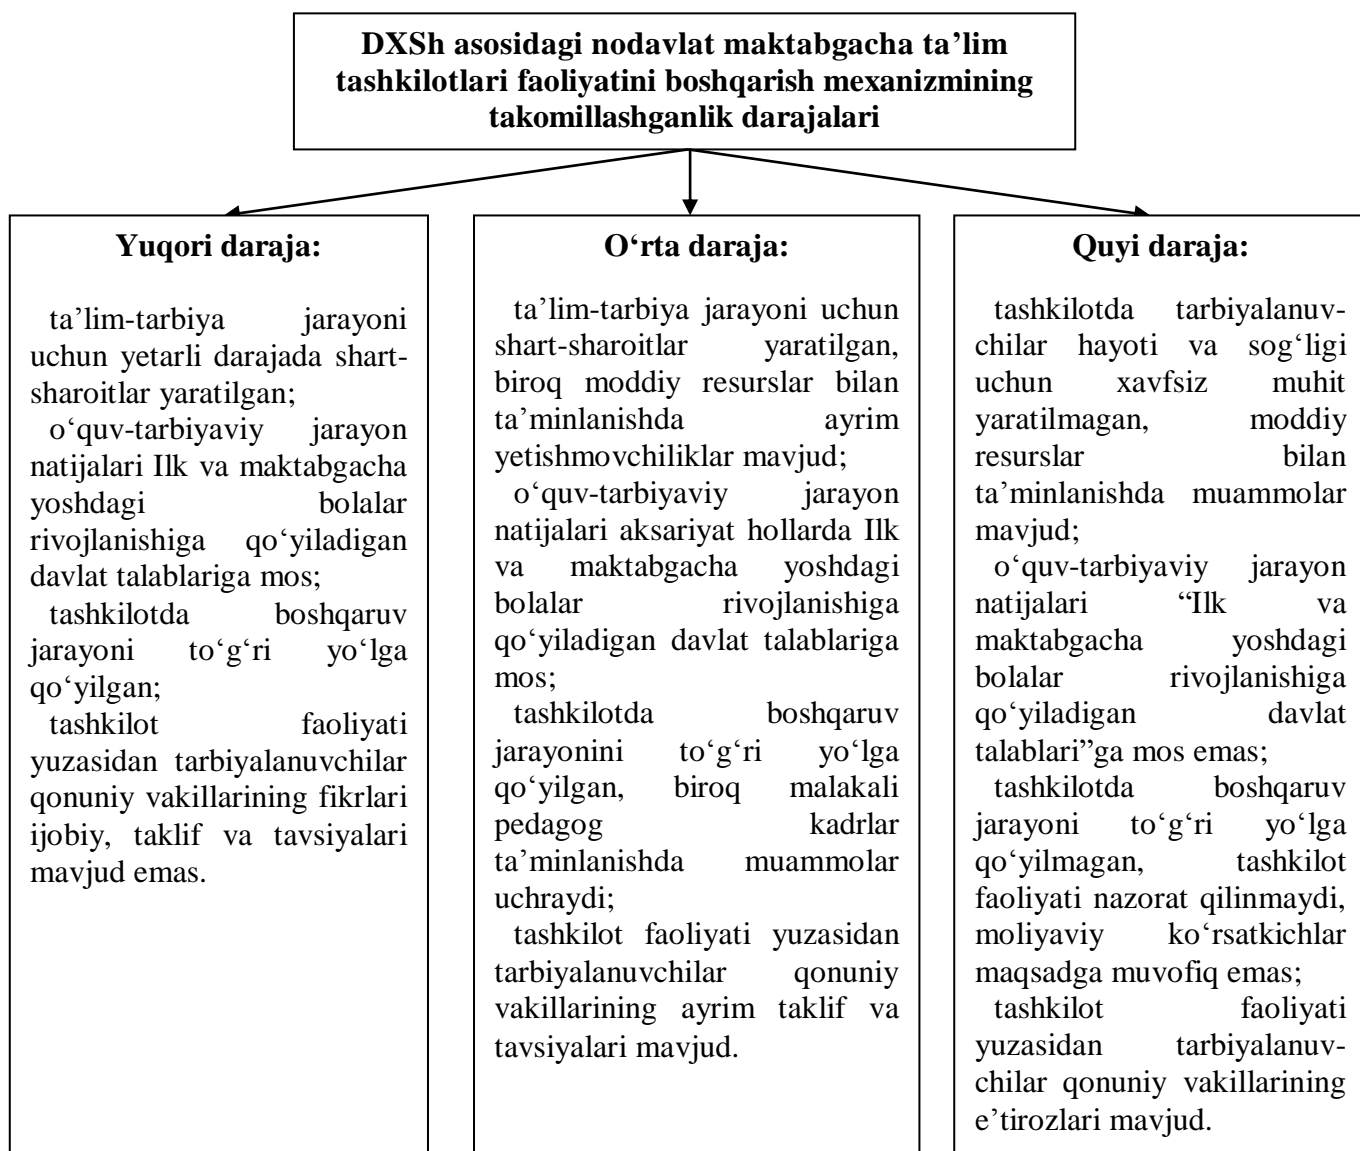 DXSh asosidagi nodavlat maktabgacha ta’lim
tashkilotlari faoliyatini boshqarish mexanizmining
takomillashganlik darajalari
Yuqori daraja:
ta’lim-tarbiya jarayoni
uchun yetarli darajada shart-
sharoitlar yaratilgan;
o‘quv-tarbiyaviy jarayon
natijalari Ilk va maktabgacha
yoshdagi bolalar
rivojlanishiga qo‘yiladigan
davlat talablariga mos;
tashkilotda boshqaruv
jarayoni to‘g‘ri yo‘lga
qo‘yilgan;
tashkilot faoliyati
yuzasidan tarbiyalanuvchilar
qonuniy vakillarining fikrlari
ijobiy, taklif va tavsiyalari
mavjud emas.
O‘rta daraja:
ta’lim-tarbiya jarayoni uchun
shart-sharoitlar yaratilgan,
biroq moddiy resurslar bilan
ta’minlanishda ayrim
yetishmovchiliklar mavjud;
o‘quv-tarbiyaviy jarayon
natijalari aksariyat hollarda Ilk
va maktabgacha yoshdagi
bolalar rivojlanishiga
qo‘yiladigan davlat talablariga
mos;
tashkilotda boshqaruv
jarayonini to‘g‘ri yo‘lga
qo‘yilgan, biroq malakali
pedagog kadrlar
ta’minlanishda muammolar
uchraydi;
tashkilot faoliyati yuzasidan
tarbiyalanuvchilar qonuniy
vakillarining ayrim taklif va
tavsiyalari mavjud.
Quyi daraja:
tashkilotda tarbiyalanuv-
chilar hayoti va sog‘ligi
uchun xavfsiz muhit
yaratilmagan, moddiy
resurslar bilan
ta’minlanishda muammolar
mavjud;
o‘quv-tarbiyaviy jarayon
natijalari “Ilk va
maktabgacha yoshdagi
bolalar rivojlanishiga
qo‘yiladigan davlat
talablari”ga mos emas;
tashkilotda boshqaruv
jarayoni to‘g‘ri yo‘lga
qo‘yilmagan, tashkilot
faoliyati nazorat qilinmaydi,
moliyaviy ko‘rsatkichlar
maqsadga muvofiq emas;
tashkilot faoliyati
yuzasidan tarbiyalanuv-
chilar qonuniy vakillarining
e’tirozlari mavjud.